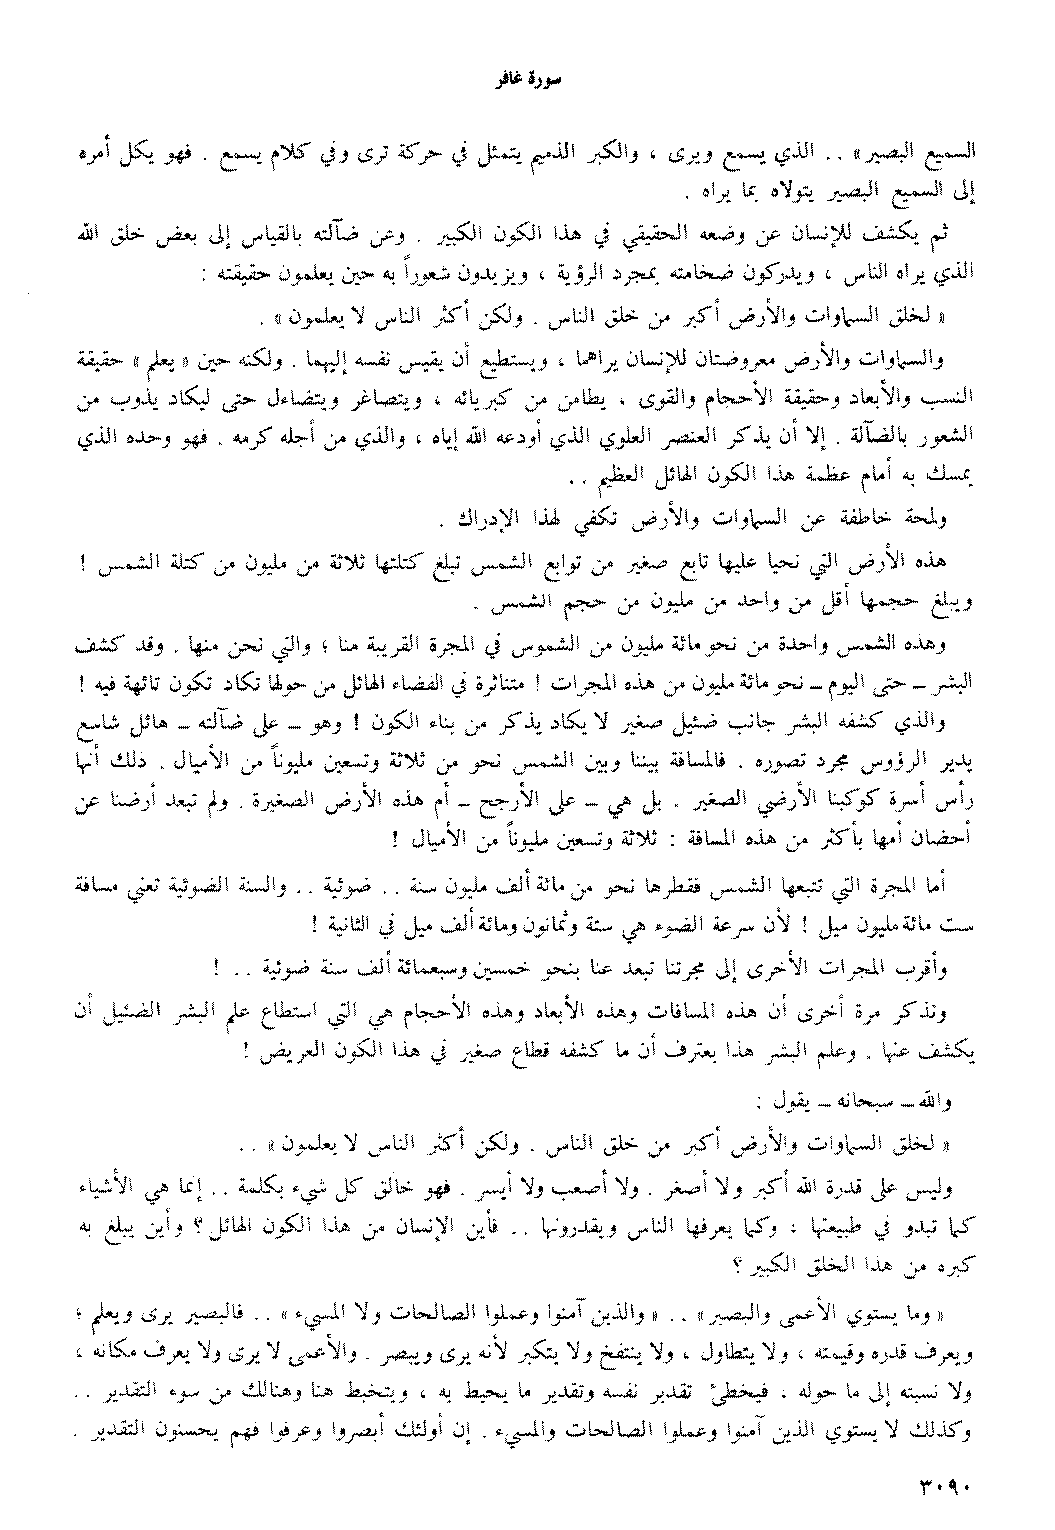 سورة غافر
السميع البصير » .. الذي يسمع ويرى ، والكبر الذميم يتمثل في حركة ترى وفي كلام يسمع . فهو يكل أمره
إلى السميع البصير يتولاه بما يراه .
ثم يكشف للإنسان عن وضعه الحقيقي في هذا الكون الكبير . وعن ضآلته بالقياس إلى بعض خلق الله
الذي يراه الناس ، ويدركون ضخامته بمجرد الرؤية ، ويزيدون شعوراً به حين يعلمون حقيقته :
« لخلق السماوات والأرض أكبر من خلق الناس . ولكن أكثر الناس لا يعلمون » .
والسماوات والأرض معروضتان للإنسان يراهما ، ويستطيع أن يقيس نفسه إليهما . ولكنه حين « يعلم » حقيقة
النسب والأبعاد وحقيقة الأحجام والقوى ، يطامن من كبريائه ، ويتصاغر ويتضاءل حتى ليكاد يذوب من
الشعور بالضآلة . إلا أن يذكر العنصر العلوي الذي أودعه الله إياه ، والذي من أجله كرمه . فهو وحده الذي
يمسك به أمام عظمة هذا الكون الهائل العظيم ..
ولمحة خاطفة عن السماوات والأرض تكفي لهذا الإدراك .
هذه الأرض التي نحيا عليها تابع صغير من توابع الشمس تبلغ كتلتها ثلاثة من مليون من كتلة الشمس !
ويبلغ حجمها أقل من واحد من مليون من حجم الشمس .
وهذه الشمس واحدة من نحو مائة مليون من الشموس في المجرة القريبة منا ؛ والتي نحن منها . وقد كشف
البشر – حتى اليوم – نحو مائة مليون من هذه المجرات ! متناثرة في الفضاء الهائل من حولها تكاد تكون تائهة فيه !
والذي كشفه البشر جانب ضئيل صغير لا يكاد يذكر من بناء الكون ! وهو – على ضآلته – هائل شاسع
يدير الرؤوس مجرد تصوره . فالمسافة بيننا وبين الشمس نحو من ثلاثة وتسعين مليوناً من الأميال . ذلك أنها
رأس أسرة كوكبنا الأرضي الصغير . بل هي – على الأرجح – أم هذه الأرض الصغيرة . ولم تبعد أرضنا عن
أحضان أمها بأكثر من هذه المسافة : ثلاثة وتسعين مليوناً من الأميال !
أما المجرة التي تتبعها الشمس فقطرها نحو من مائة ألف مليون سنة .. ضوئية .. والسنة الضوئية تعني مسافة
ست مائة مليون ميل ! لأن سرعة الضوء هي ستة وثمانون ومائة ألف ميل في الثانية !
وأقرب المجرات الأخرى إلى مجرتنا تبعد عنا بنحو خمسين وسبعمائة ألف سنة ضوئية .. !
ونذكر مرة أخرى أن هذه المسافات وهذه الأبعاد وهذه الأحجام هي التي استطاع علم البشر الضئيل أن
يكشف عنها . وعلم البشر هذا يعترف أن ما كشفه قطاع صغير في هذا الكون العريض !
والله – سبحانه – يقول :
« لخلق السماوات والأرض أكبر من خلق الناس . ولكن أكثر الناس لا يعلمون » ..
وليس على قدرة الله أكبر ولا أصغر . ولا أصعب ولا أيسر . فهو خالق كل شيء بكلمة .. إنما هي الأشياء
كما تبدو في طبيعتها ؛ وكما يعرفها الناس ويقدرونها .. فأين الإنسان من هذا الكون الهائل ؟ وأين يبلغ به
كبره من هذا الخلق الكبير ؟
« وما يستوي الأعمى والبصير » .. « والذين آمنوا وعملوا الصالحات ولا المسيء » .. فالبصير يرى ويعلم ؛
ويعرف قدره وقيمته ، ولا يتطاول ، ولا ينتفخ ولا يتكبر لأنه يرى ويبصر . والأعمى لا يرى ولا يعرف مكانه ،
ولا نسبته إلى ما حوله ، فيخطئ تقدير نفسه وتقدير ما يحيط به ، ويتخبط هنا وهنالك من سوء التقدير ..
وكذلك لا يستوي الذين آمنوا وعملوا الصالحات والمسيء . إن أولئك أبصروا وعرفوا فهم يحسنون التقدير .
٣٠٩٠